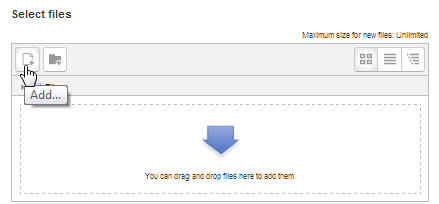 Select files
Maximum size for new files: Unlimited
Add...
You can drag and drop files here to add them.